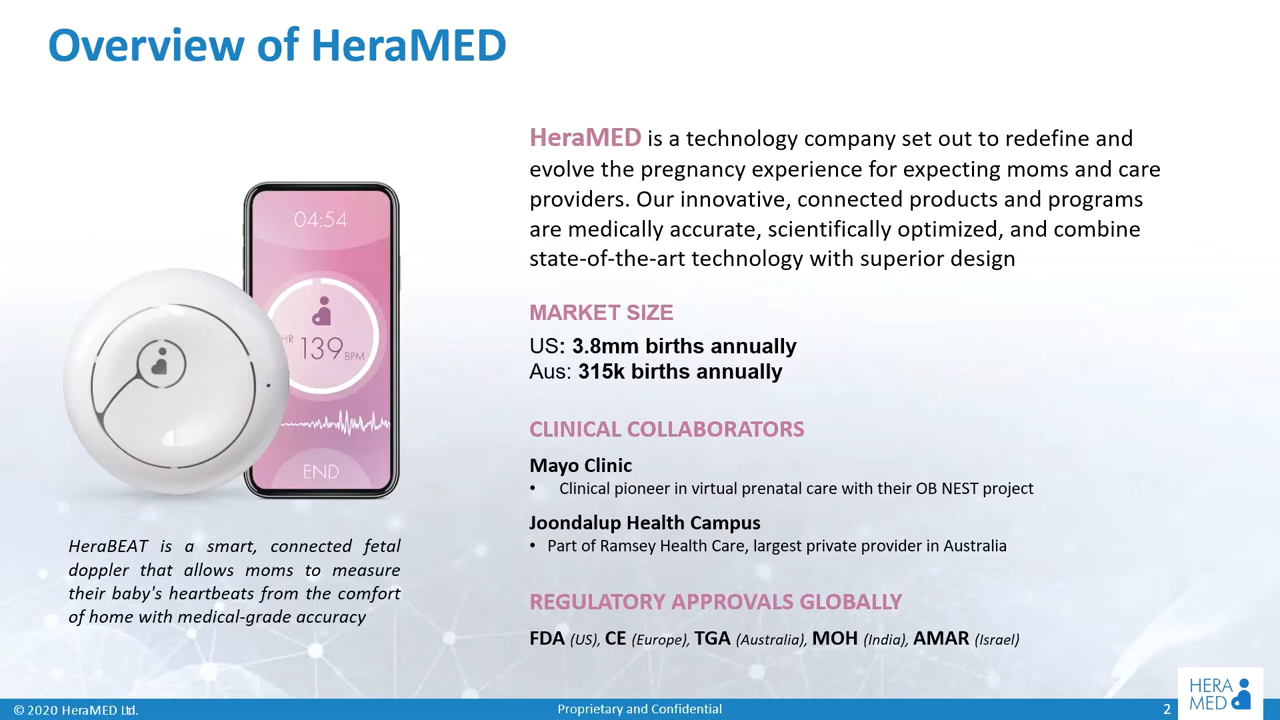 Overview of HeraMED
HeraMED is a technology company set out to redefine and
evolve the pregnancy experience for expecting moms and care
providers. Our innovative, connected products and programs
are medically accurate, scientifically optimized, and combine
state-of-the-art technology with superior design
04:54
HR 139 BPM
END
HeraBEAT is a smart, connected fetal
doppler that allows moms to measure
their baby's heartbeats from the comfort
of home with medical-grade accuracy
MARKET SIZE
US: 3.8mm births annually
Aus: 315k births annually
CLINICAL COLLABORATORS
Mayo Clinic
• Clinical pioneer in virtual prenatal care with their OB NEST project
Joondalup Health Campus
• Part of Ramsey Health Care, largest private provider in Australia
REGULATORY APPROVALS GLOBALLY
FDA (US), CE (Europe), TGA (Australia), MOH (India), AMAR (Israel)
© 2020 HeraMED Ltd.
Proprietary and Confidential
2
HERA
MED